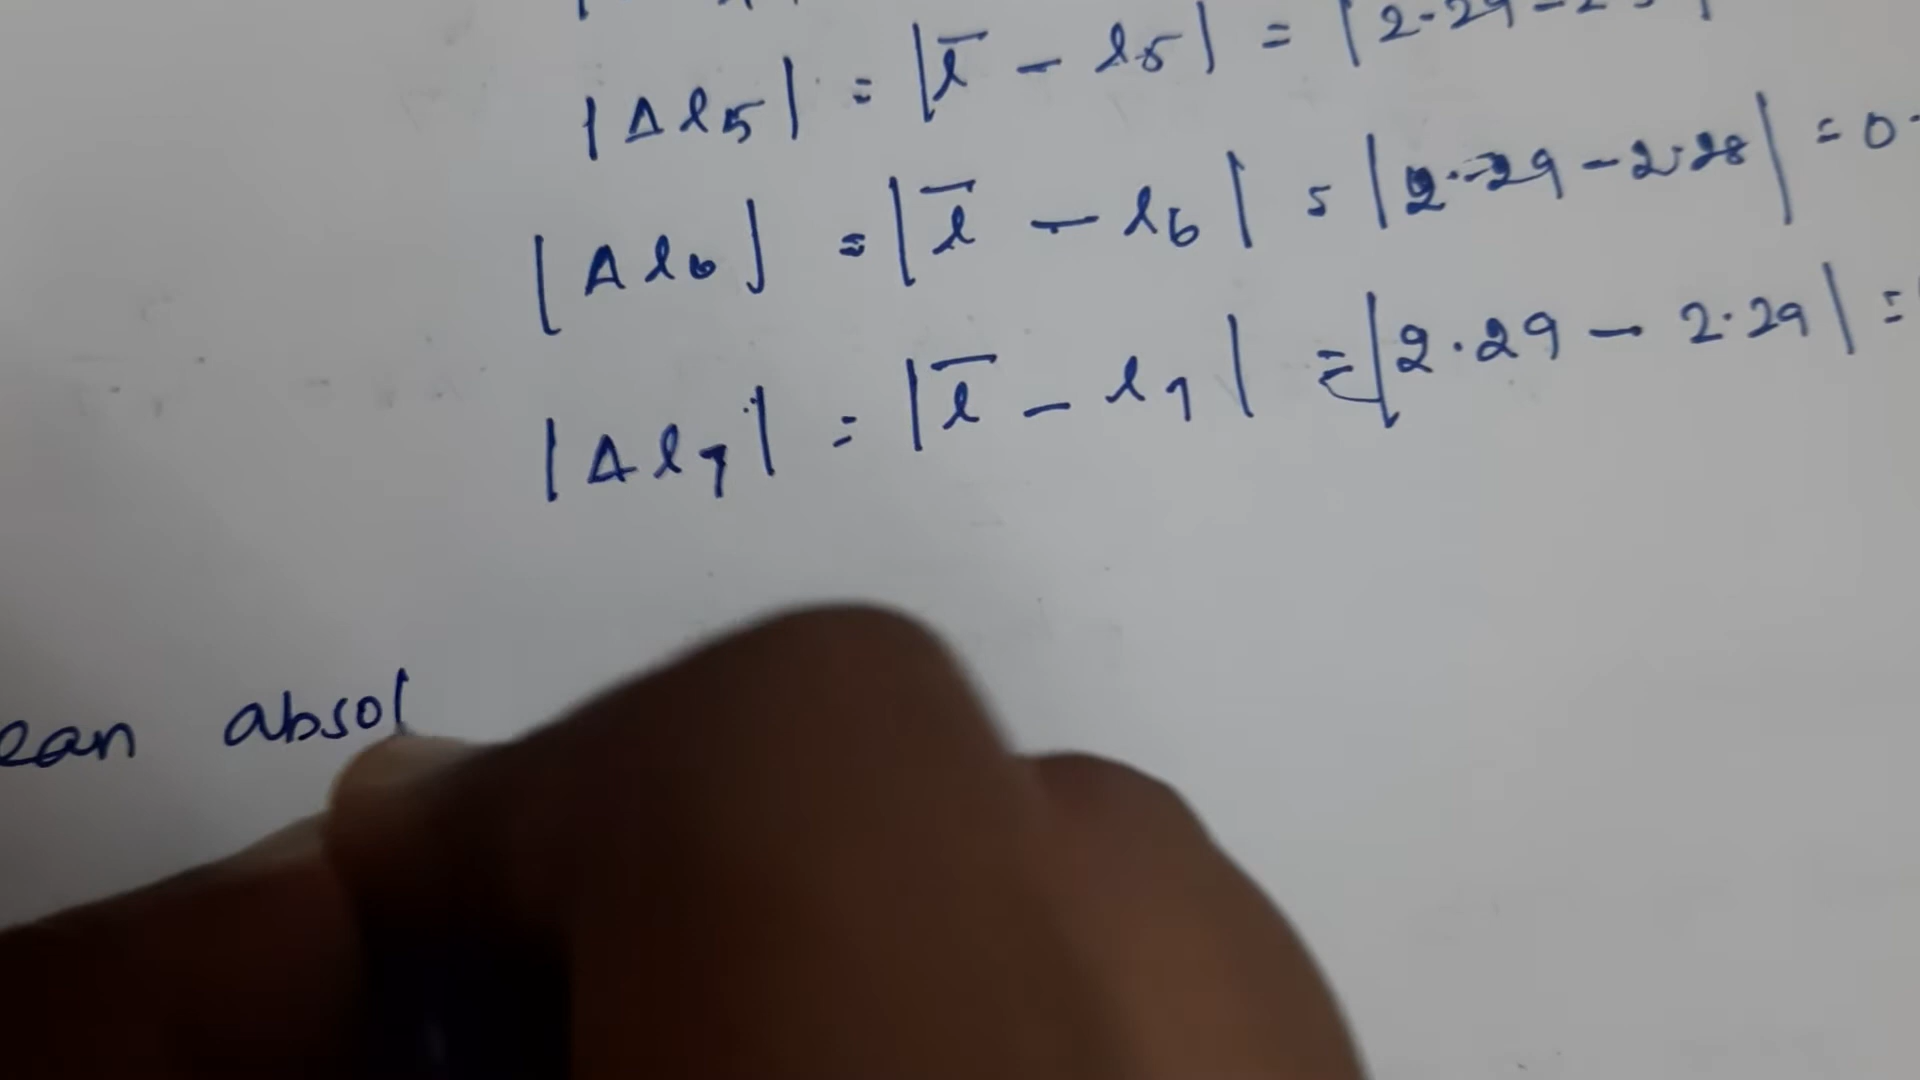 |Δl5| = |l̅ - l5| = |2.29 -
|Δl6| = |l̅ - l6| = |2.29 - 2.28| = 0.
|Δl7| = |l̅ - l7| = |2.29 - 2.29| =
ean absol